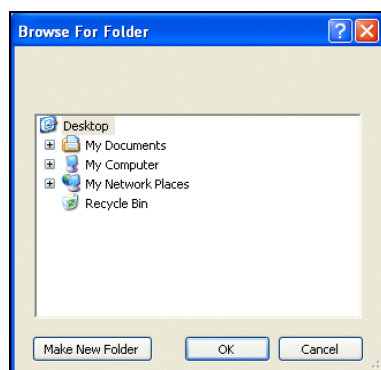 Browse For Folder
Desktop
My Documents
My Computer
My Network Places
Recycle Bin
Make New Folder OK Cancel